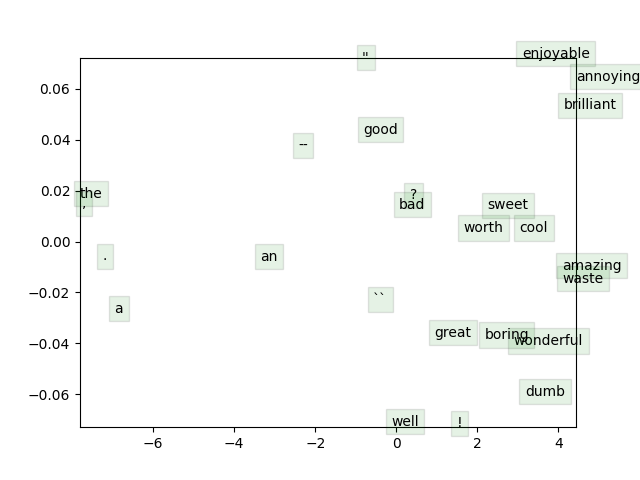 " enjoyable
annoying
0.06
brilliant
good
0.04
--
0.02 the ? 
, bad sweet
worth cool
0.00
. an
amazing
waste
−0.02 ``
a
great boring
−0.04 wonderful
−0.06 dumb
well !
−6 −4 −2 0 2 4